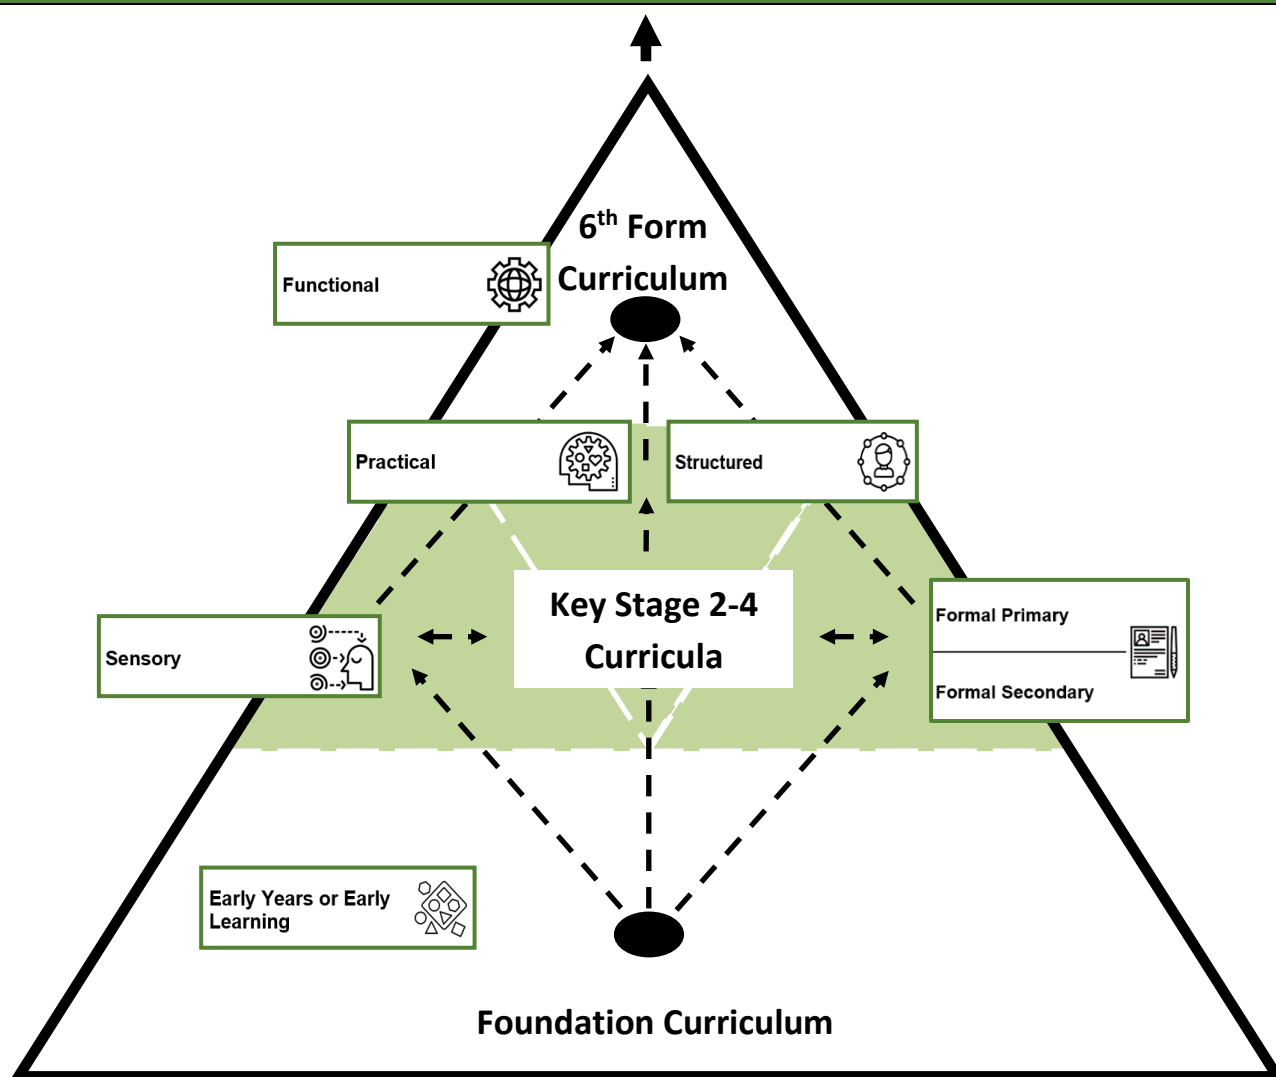 6th Form
Curriculum
Functional
Practical
Structured
Key Stage 2-4
Curricula
Sensory
Formal Primary
Formal Secondary
Early Years or Early
Learning
Foundation Curriculum